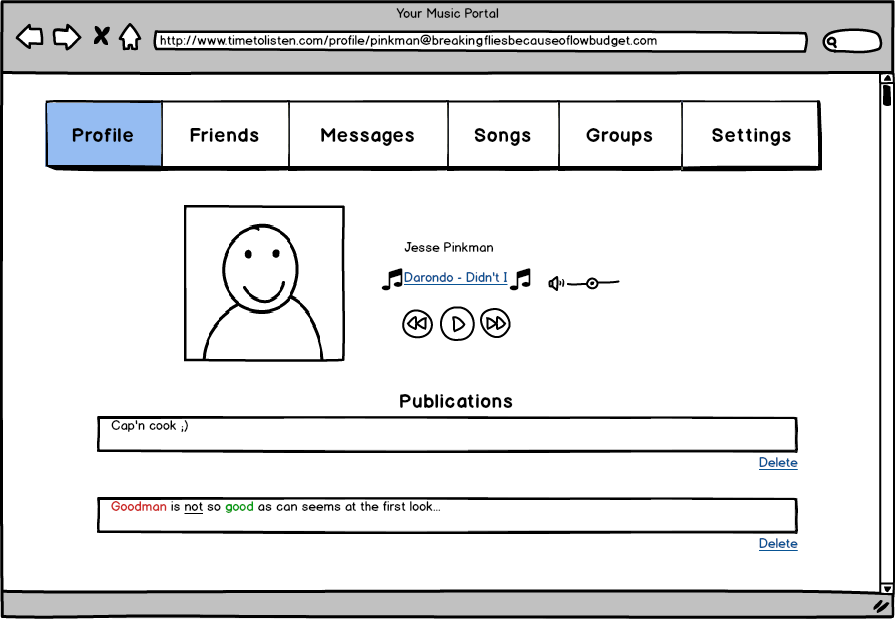 Your Music Portal
http://www.timetolisten.com/profile/pinkman@breakingfliesbecauseoflowbudget.com
Profile Friends Messages Songs Groups Settings
Jesse Pinkman
Darondo - Didn't I
Publications
Cap'n cook ;)
Delete
Goodman is not so good as can seems at the first look...
Delete